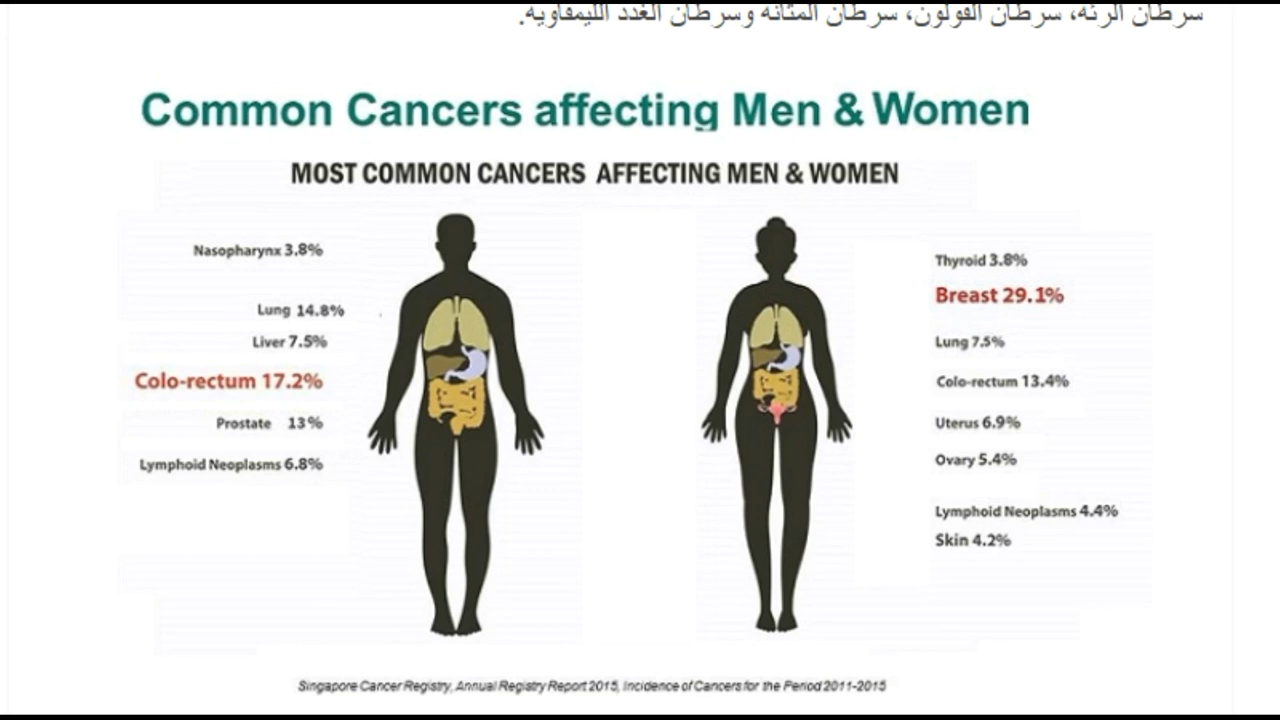 سرطان الرئه، سرطان القولون، سرطان المثانه وسرطان الغدد الليمفاويه.
Common Cancers affecting Men & Women
MOST COMMON CANCERS AFFECTING MEN & WOMEN
Nasopharynx 3.8%
Lung 14.8%
Liver 7.5%
Colo-rectum 17.2%
Prostate 13%
Lymphoid Neoplasms 6.8%
Thyroid 3.8%
Breast 29.1%
Lung 7.5%
Colo-rectum 13.4%
Uterus 6.9%
Ovary 5.4%
Lymphoid Neoplasms 4.4%
Skin 4.2%
Singapore Cancer Registry, Annual Registry Report 2015, Incidence of Cancers for the Period 2011-2015